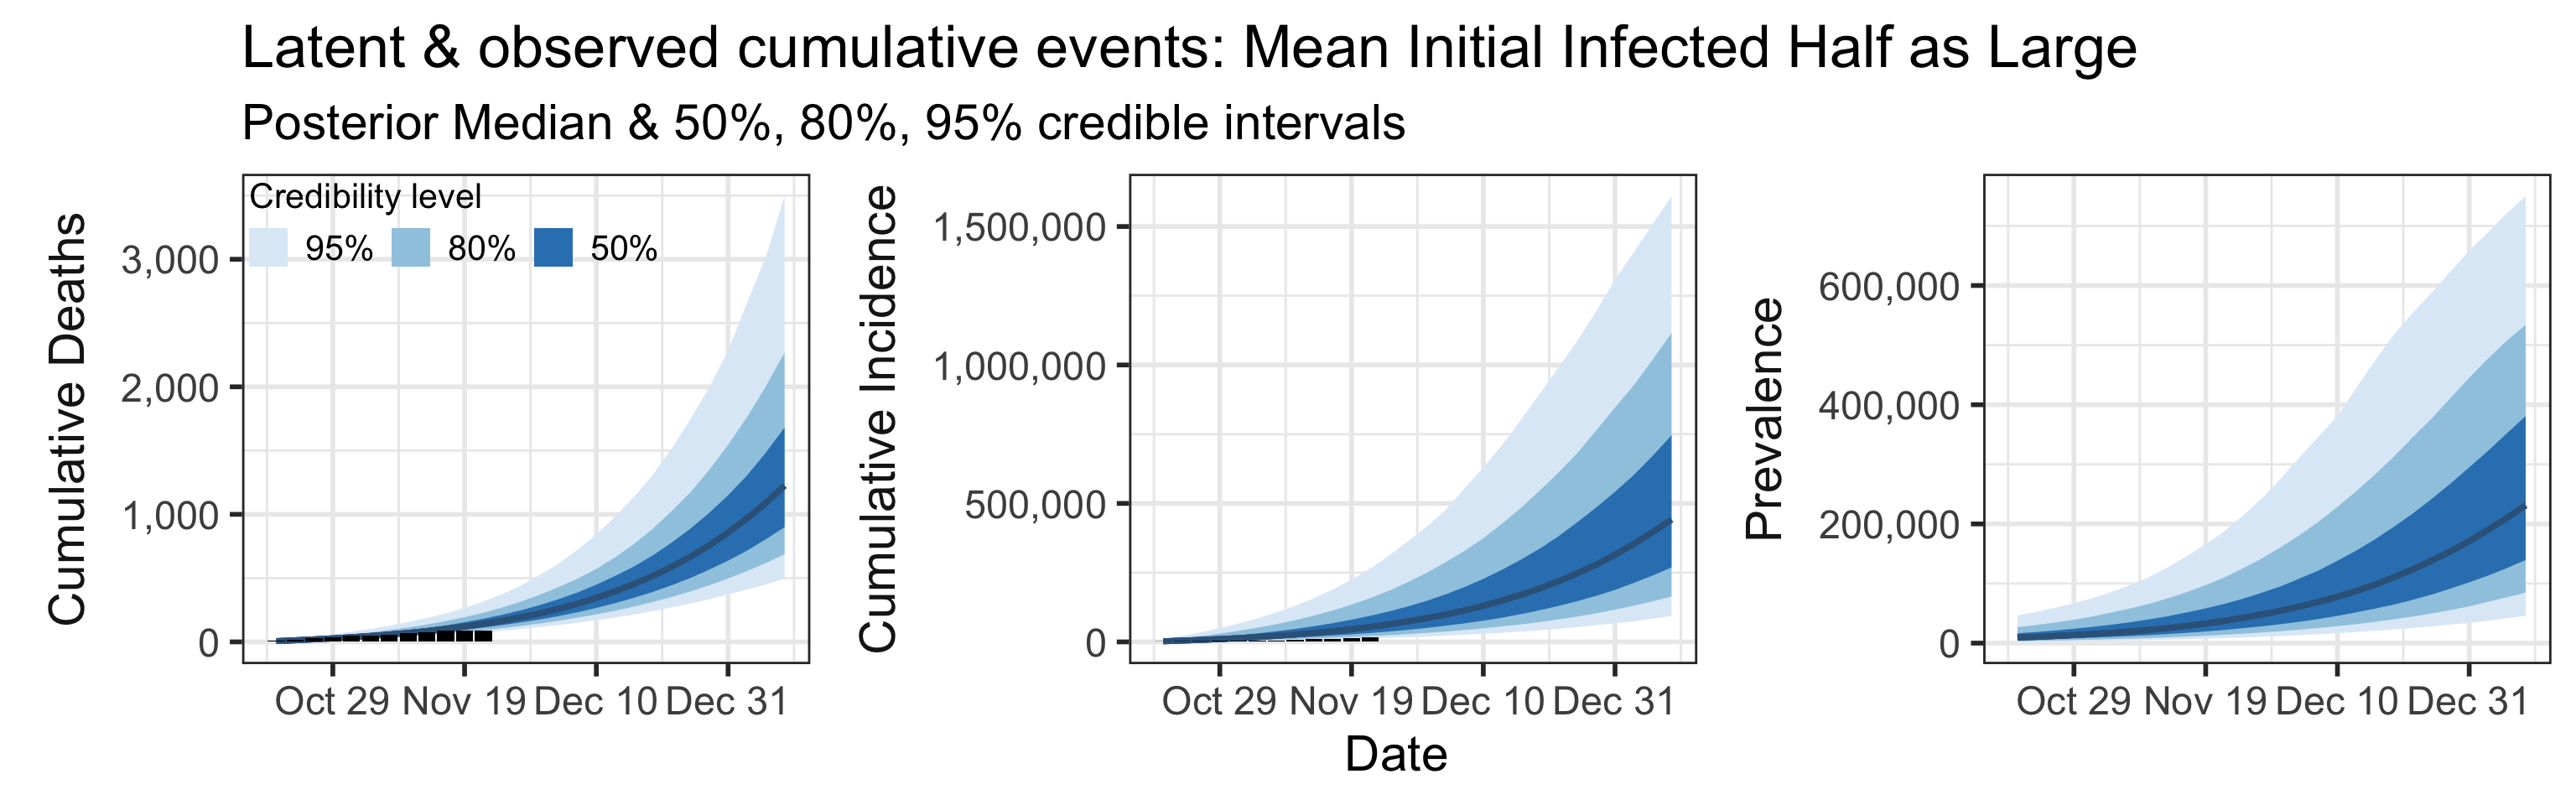 Latent & observed cumulative events: Mean Initial Infected Half as Large
Posterior Median & 50%, 80%, 95% credible intervals
Cumulative Deaths
3,000
2,000
1,000
0
Credibility level
95% 80% 50%
Oct 29 Nov 19 Dec 10 Dec 31
Cumulative Incidence
1,500,000
1,000,000
500,000
0
Oct 29 Nov 19 Dec 10 Dec 31
Prevalence
600,000
400,000
200,000
0
Oct 29 Nov 19 Dec 10 Dec 31
Date